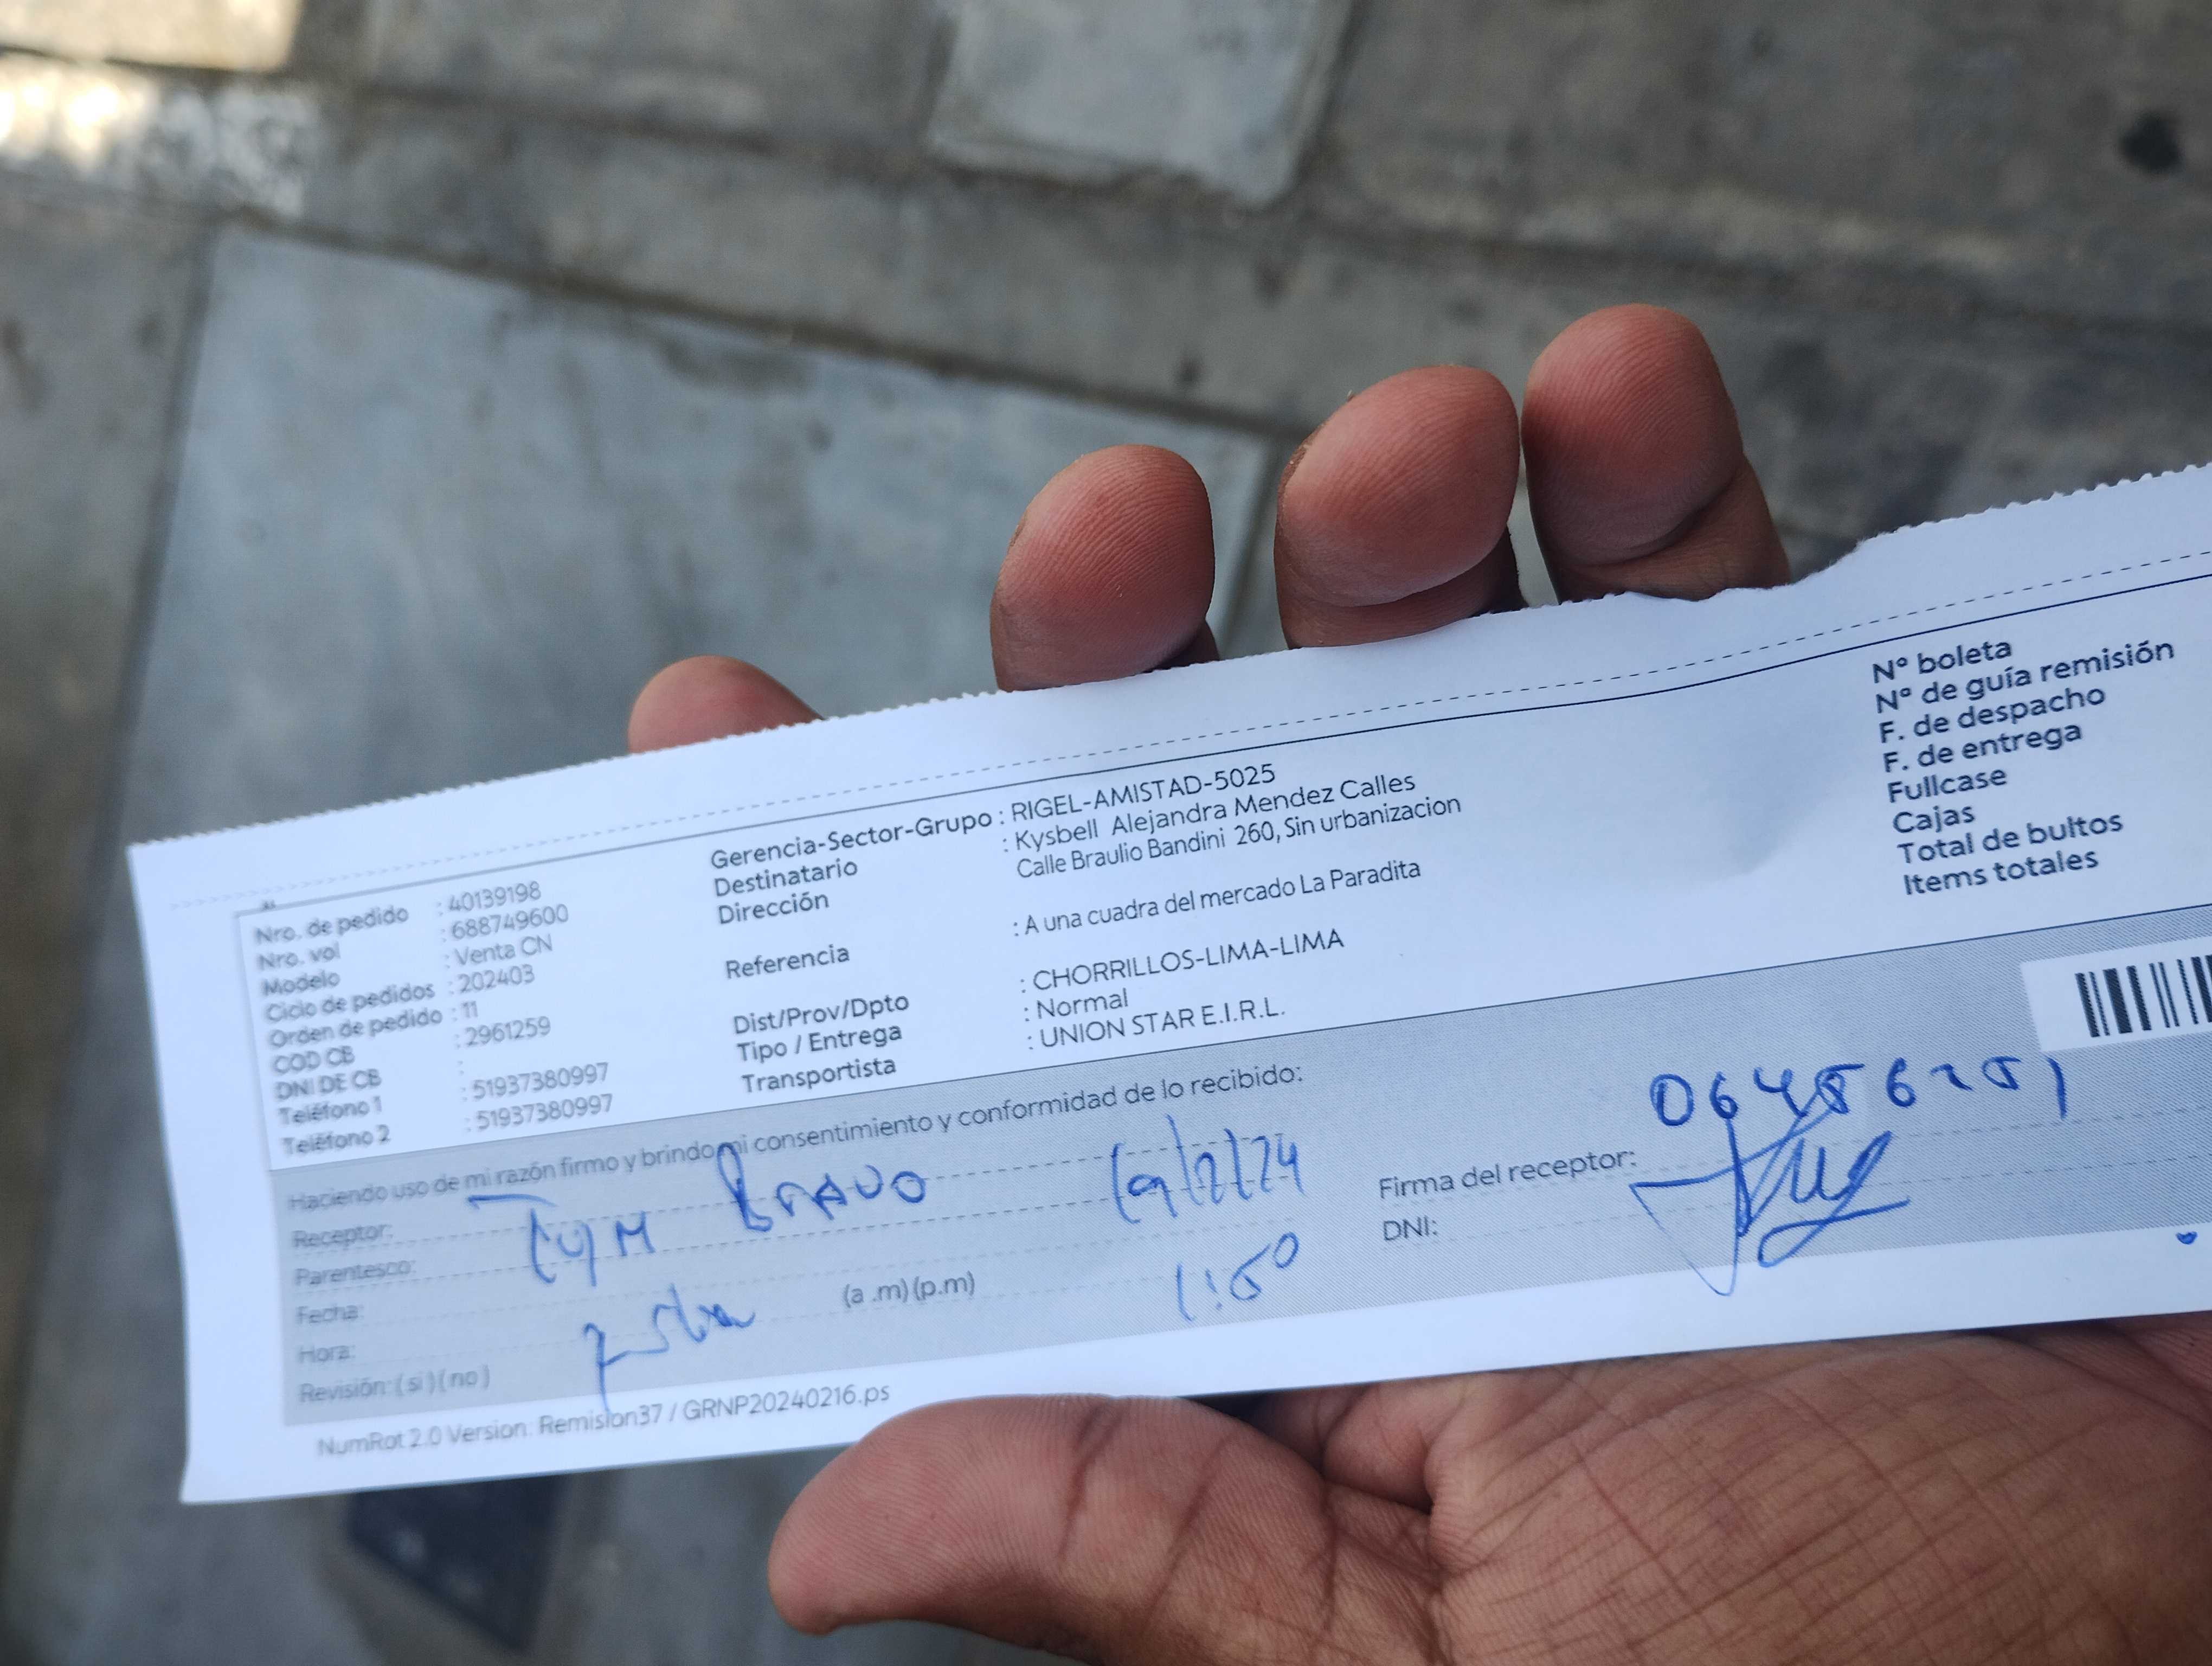 Nro. de pedido : 40139198
Nro. vol : 688749600
Modelo : Venta CN
Ciclo de pedidos : 202403
Orden de pedido : 11
COD CB : 2961259
DNI DE CB :
Teléfono 1 : 51937380997
Teléfono 2 : 51937380997
Gerencia-Sector-Grupo : RIGEL-AMISTAD-5025
Destinatario : Kysbell Alejandra Mendez Calles
Dirección Calle Braulio Bandini 260, Sin urbanizacion
Referencia : A una cuadra del mercado La Paradita
Dist/Prov/Dpto : CHORRILLOS-LIMA-LIMA
Tipo / Entrega : Normal
Transportista : UNION STAR E.I.R.L.
N° boleta
N° de guía remisión
F. de despacho
F. de entrega
Fullcase
Cajas
Total de bultos
Items totales
Haciendo uso de mi razón firmo y brindo mi consentimiento y conformidad de lo recibido:
Receptor: BRAVO
Parentesco:
Fecha:
Hora: (a .m) (p.m) 1:50
Revisión: ( si ) ( no )
Firma del receptor:
DNI:
NumRot 2.0 Version: Remision37 / GRNP20240216.ps